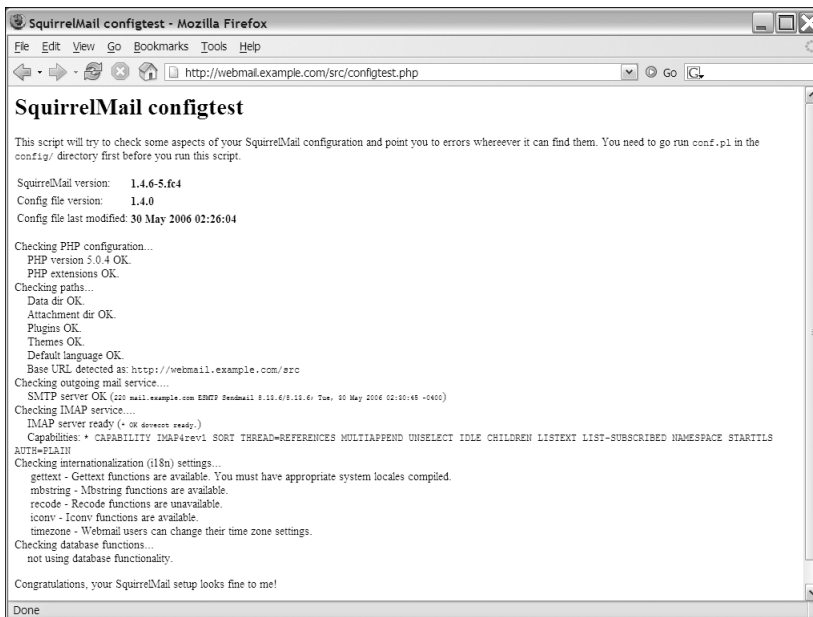 SquirrelMail configtest - Mozilla Firefox
File Edit View Go Bookmarks Tools Help
http://webmail.example.com/src/configtest.php
Go
G
SquirrelMail configtest
This script will try to check some aspects of your SquirrelMail configuration and point you to errors whereever it can find them. You need to go run conf.pl in the
config/ directory first before you run this script.
SquirrelMail version: 1.4.6-5.fc4
Config file version: 1.4.0
Config file last modified: 30 May 2006 02:26:04
Checking PHP configuration...
PHP version 5.0.4 OK.
PHP extensions OK.
Checking paths...
Data dir OK.
Attachment dir OK.
Plugins OK.
Themes OK.
Default language OK.
Base URL detected as: http://webmail.example.com/src
Checking outgoing mail service....
SMTP server OK (220 mail.example.com ESMTP Sendmail 8.13.6/8.13.6; Tue, 30 May 2006 02:30:45 -0400)
Checking IMAP service....
IMAP server ready (* OK dovecot ready.)
Capabilities: * CAPABILITY IMAP4rev1 SORT THREAD=REFERENCES MULTIAPPEND UNSELECT IDLE CHILDREN LISTEXT LIST-SUBSCRIBED NAMESPACE STARTTLS
AUTH=PLAIN
Checking internationalization (i18n) settings...
gettext - Gettext functions are available. You must have appropriate system locales compiled.
mbstring - Mbstring functions are available.
recode - Recode functions are unavailable.
iconv - Iconv functions are available.
timezone - Webmail users can change their time zone settings.
Checking database functions...
not using database functionality.
Congratulations, your SquirrelMail setup looks fine to me!
Done